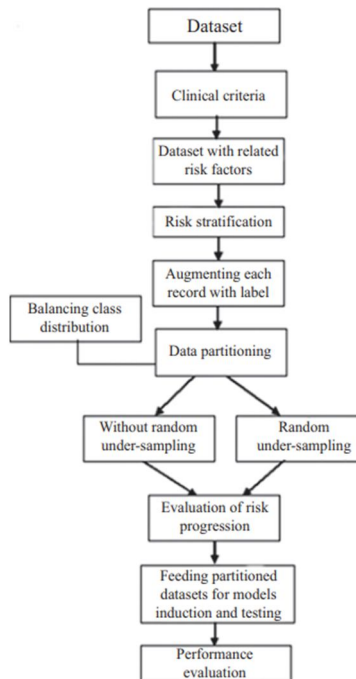 Dataset
Clinical criteria
Dataset with related
risk factors
Risk stratification
Augmenting each
record with label
Balancing class
distribution
Data partitioning
Without random
under-sampling
Random
under-sampling
Evaluation of risk
progression
Feeding partitioned
datasets for models
induction and testing
Performance
evaluation